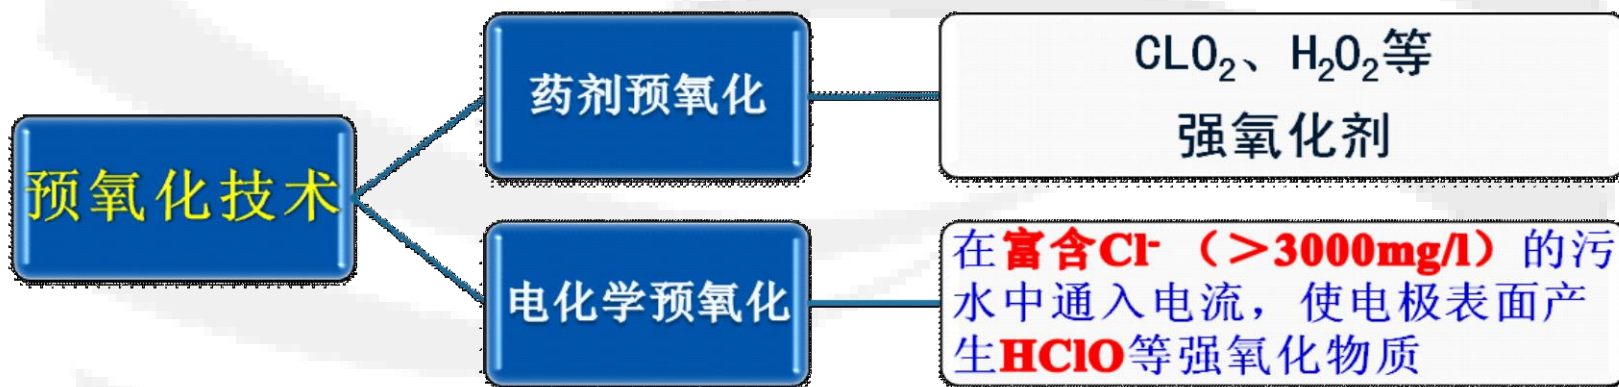 预氧化技术
药剂预氧化
CLO₂、H₂O₂等
强氧化剂
电化学预氧化
在富含Cl⁻（＞3000mg/l）的污
水中通入电流，使电极表面产
生HClO等强氧化物质